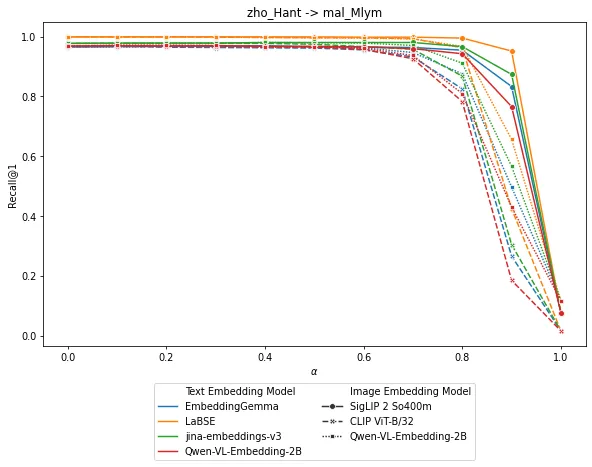 zho_Hant -> mal_Mlym
1.0
0.8
0.6
0.4
0.2
0.0
Recall@1
0.0 0.2 0.4 0.6 0.8 1.0
α
Text Embedding Model
EmbeddingGemma
LaBSE
jina-embeddings-v3
Qwen-VL-Embedding-2B
Image Embedding Model
SigLIP 2 So400m
CLIP ViT-B/32
Qwen-VL-Embedding-2B